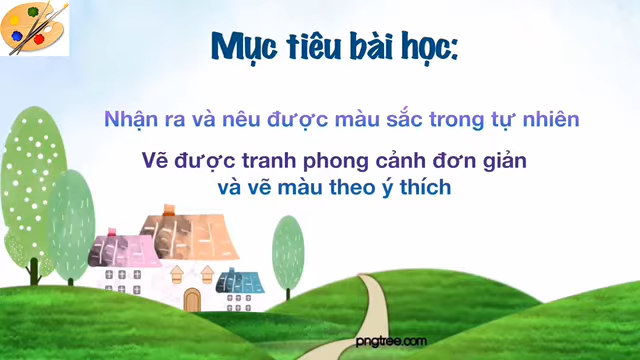 Mục tiêu bài học:
Nhận ra và nêu được màu sắc trong tự nhiên
Vẽ được tranh phong cảnh đơn giản
và vẽ màu theo ý thích
pngtree.com